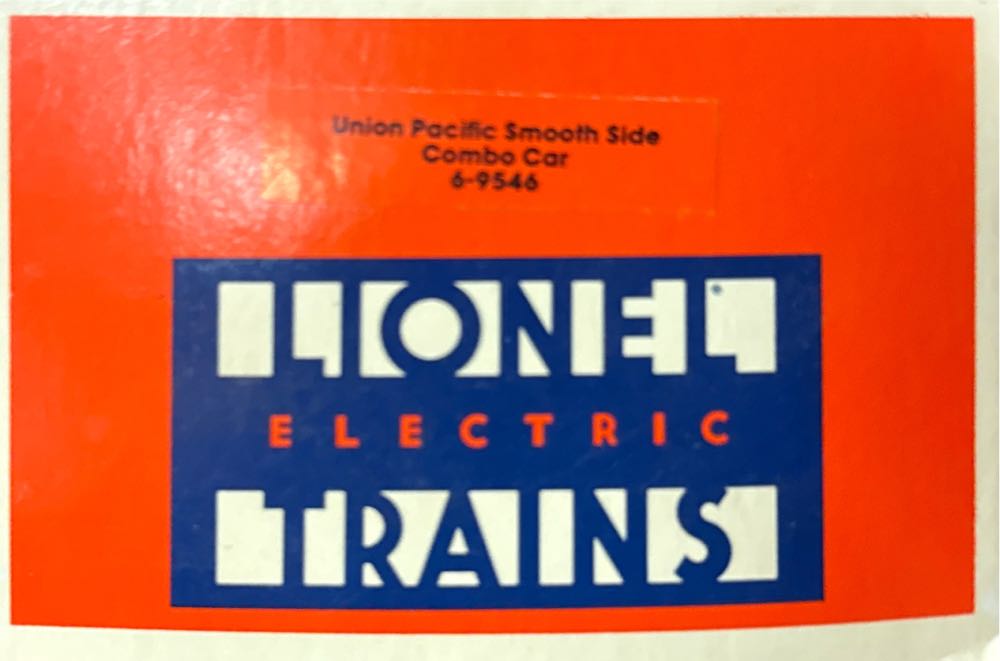 Union Pacific Smooth Side
Combo Car
6-9546
LIONEL
ELECTRIC
TRAINS